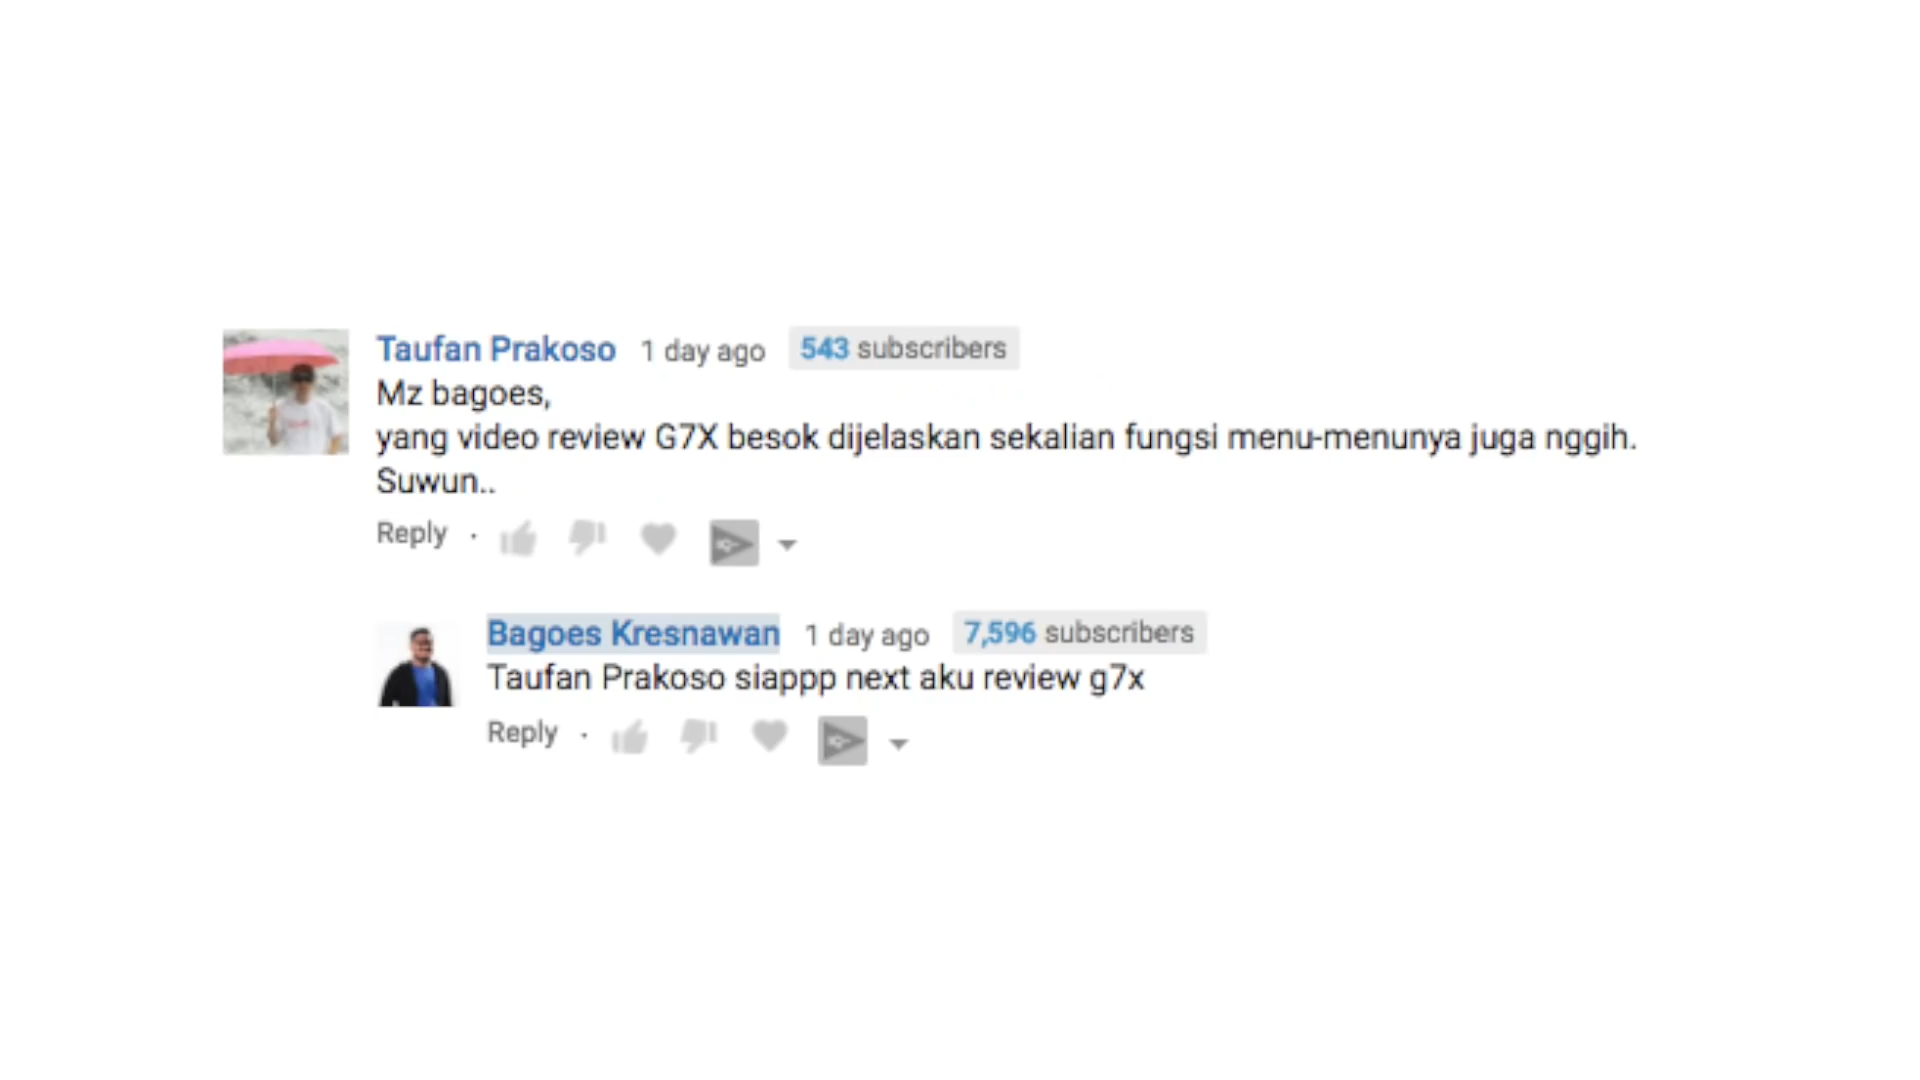 Taufan Prakoso 1 day ago 543 subscribers
Mz bagoes,
yang video review G7X besok dijelaskan sekalian fungsi menu-menunya juga nggih.
Suwun..
Reply ·
Bagoes Kresnawan 1 day ago 7,596 subscribers
Taufan Prakoso siappp next aku review g7x
Reply ·